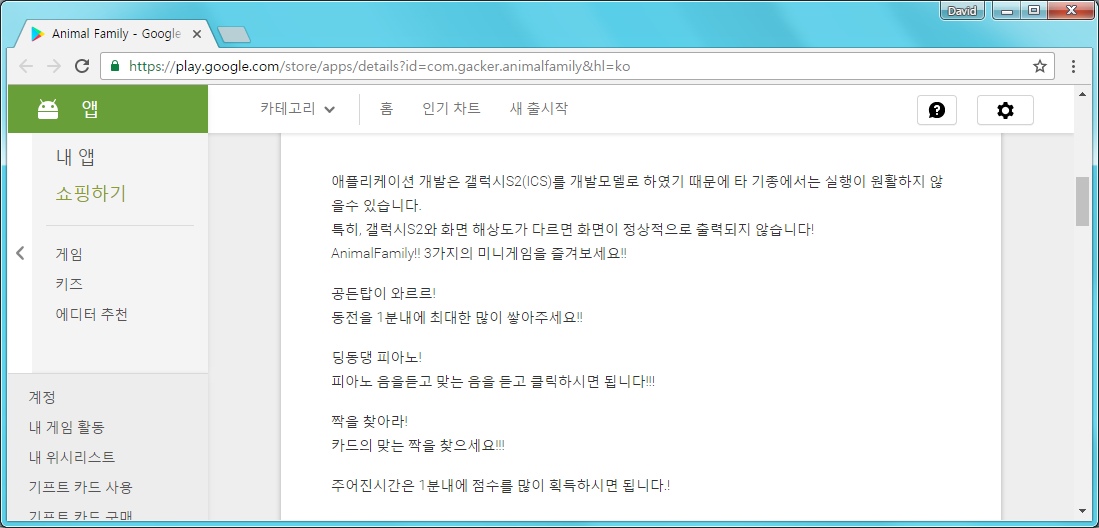 David
Animal Family - Google
https://play.google.com/store/apps/details?id=com.gacker.animalfamily&hl=ko
앱
카테고리
홈
인기 차트
새 출시작
내 앱
쇼핑하기
게임
키즈
에디터 추천
계정
내 게임 활동
내 위시리스트
기프트 카드 사용
기프트 카드 구매
애플리케이션 개발은 갤럭시S2(ICS)를 개발모델로 하였기 때문에 타 기종에서는 실행이 원활하지 않
을수 있습니다.
특히, 갤럭시S2와 화면 해상도가 다르면 화면이 정상적으로 출력되지 않습니다!
AnimalFamily!! 3가지의 미니게임을 즐겨보세요!!
공든탑이 와르르!
동전을 1분내에 최대한 많이 쌓아주세요!!
딩동댕 피아노!
피아노 음을듣고 맞는 음을 듣고 클릭하시면 됩니다!!!
짝을 찾아라!
카드의 맞는 짝을 찾으세요!!!
주어진시간은 1분내에 점수를 많이 획득하시면 됩니다.!